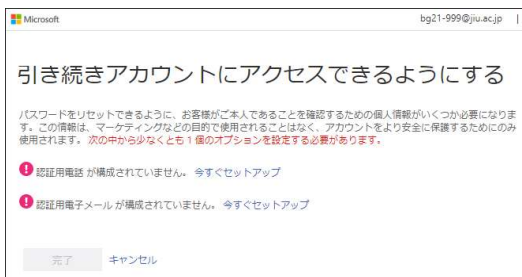 Microsoft
bg21-999@jiu.ac.jp |
引き続きアカウントにアクセスできるようにする
パスワードをリセットできるように、お客様がご本人であることを確認するための個人情報がいくつか必要になりま
す。この情報は、マーケティングなどの目的で使用されることはなく、アカウントをより安全に保護するためにのみ
使用されます。 次の中から少なくとも 1 個のオプションを設定する必要があります。
認証用電話 が構成されていません。 今すぐセットアップ
認証用電子メール が構成されていません。 今すぐセットアップ
完了 キャンセル